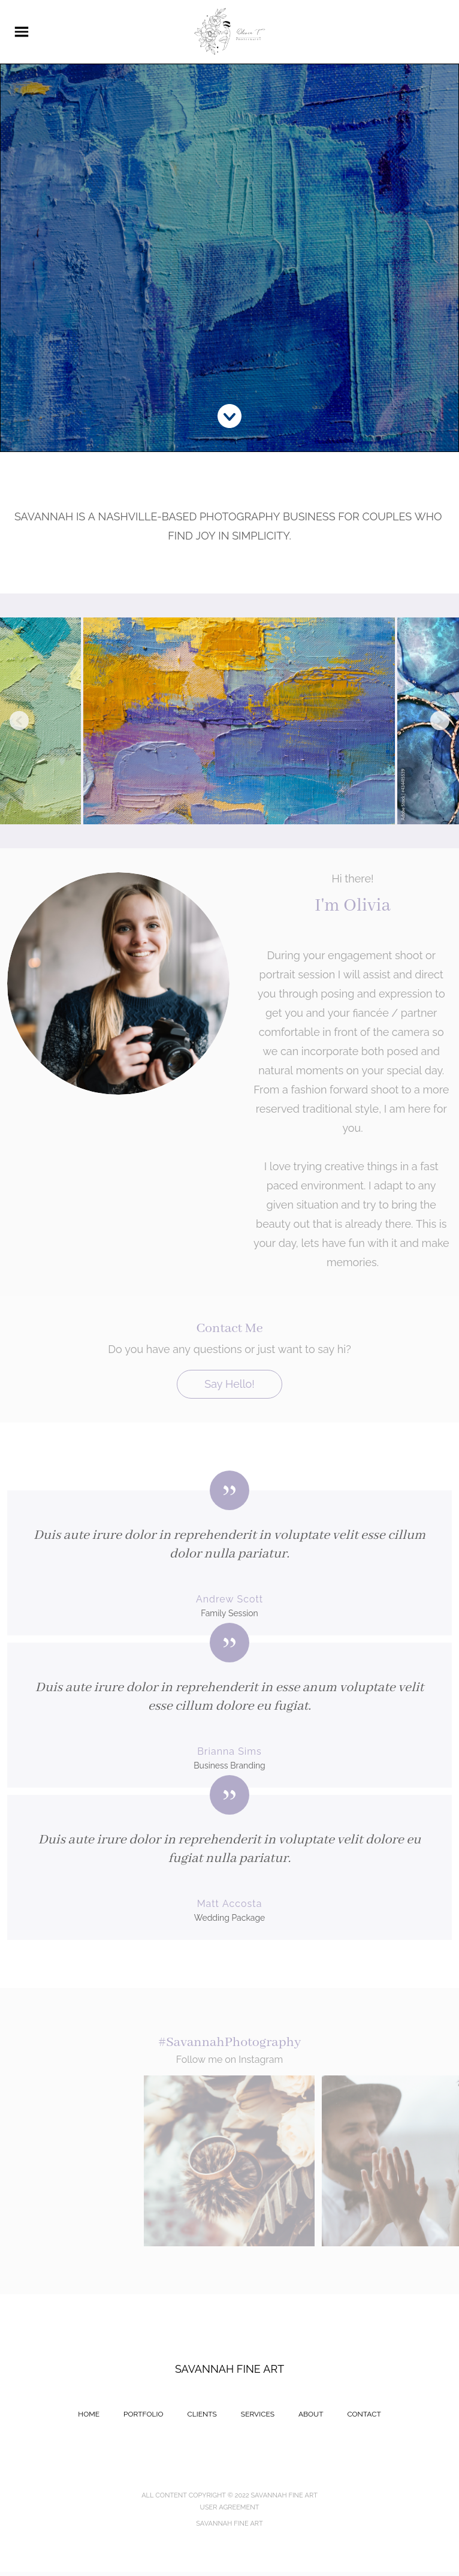 SAVANNAH IS A NASHVILLE-BASED PHOTOGRAPHY BUSINESS FOR COUPLES WHO
FIND JOY IN SIMPLICITY.
Hi there!
I'm Olivia
During your engagement shoot or
portrait session I will assist and direct
you through posing and expression to
get you and your fiancée / partner
comfortable in front of the camera so
we can incorporate both posed and
natural moments on your special day.
From a fashion forward shoot to a more
reserved traditional style, I am here for
you.
I love trying creative things in a fast
paced environment. I adapt to any
given situation and try to bring the
beauty out that is already there. This is
your day, lets have fun with it and make
memories.
Contact Me
Do you have any questions or just want to say hi?
Say Hello!
”
Duis aute irure dolor in reprehenderit in voluptate velit esse cillum
dolor nulla pariatur.
Andrew Scott
Family Session
”
Duis aute irure dolor in reprehenderit in esse anum voluptate velit
esse cillum dolore eu fugiat.
Brianna Sims
Business Branding
”
Duis aute irure dolor in reprehenderit in voluptate velit dolore eu
fugiat nulla pariatur.
Matt Accosta
Wedding Package
#SavannahPhotography
Follow me on Instagram
SAVANNAH FINE ART
HOME PORTFOLIO CLIENTS SERVICES ABOUT CONTACT
ALL CONTENT COPYRIGHT © 2022 SAVANNAH FINE ART
USER AGREEMENT
SAVANNAH FINE ART